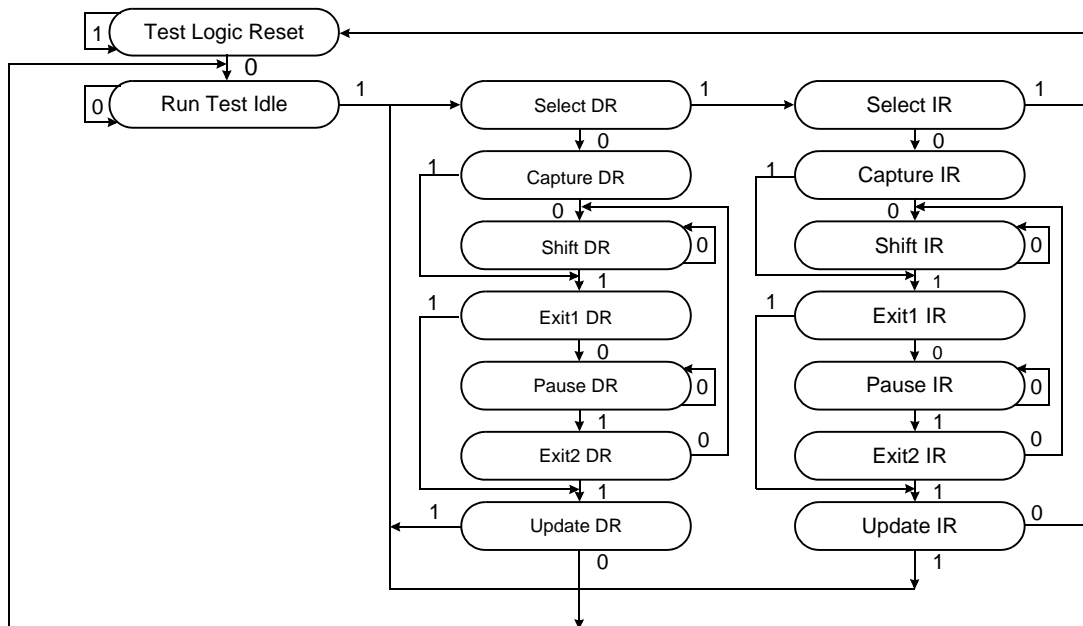 1 Test Logic Reset
0
0 Run Test Idle 1
Select DR 1
Select IR 1
0
0
1 Capture DR
1 Capture IR
0
0
Shift DR 0
Shift IR 0
1
1
1 Exit1 DR
1 Exit1 IR
0
0
Pause DR 0
Pause IR 0
1
1
Exit2 DR 0
Exit2 IR 0
1
1
1 Update DR
Update IR 0
0
1